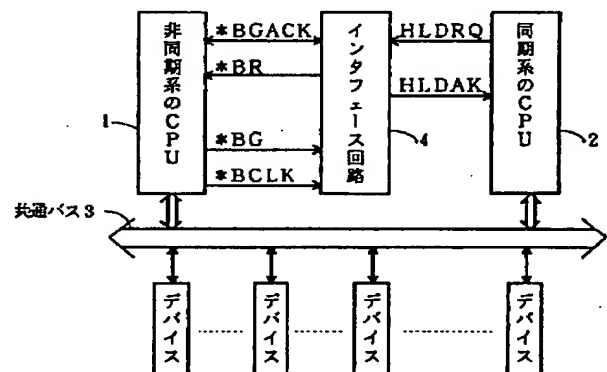 非同期系のCPU
*BGACK
*BR
*BG
*BCLK
インタフェース回路
HLDRQ
HLDAK
同期系のCPU
1
4
2
共通バス3
デバイス
デバイス
デバイス
デバイス